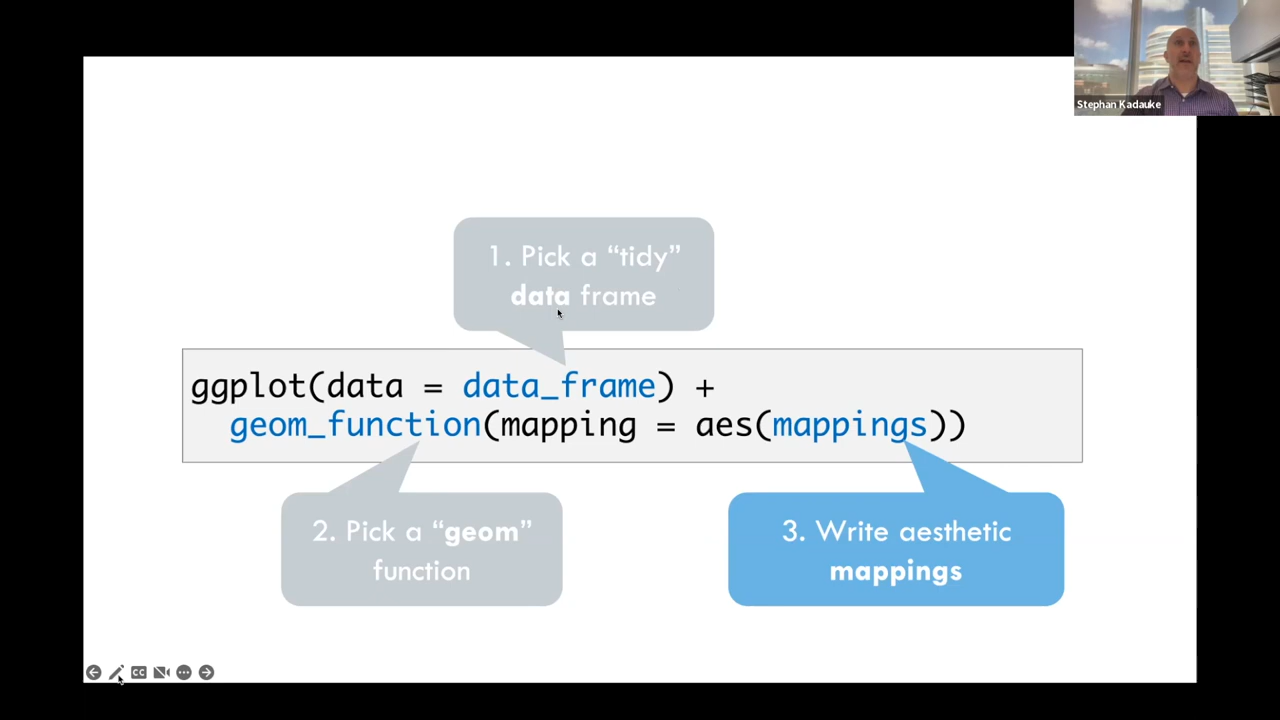 Stephan Kadauke
1. Pick a “tidy”
data frame
ggplot(data = data_frame) +
geom_function(mapping = aes(mappings))
2. Pick a “geom”
function
3. Write aesthetic
mappings
CC